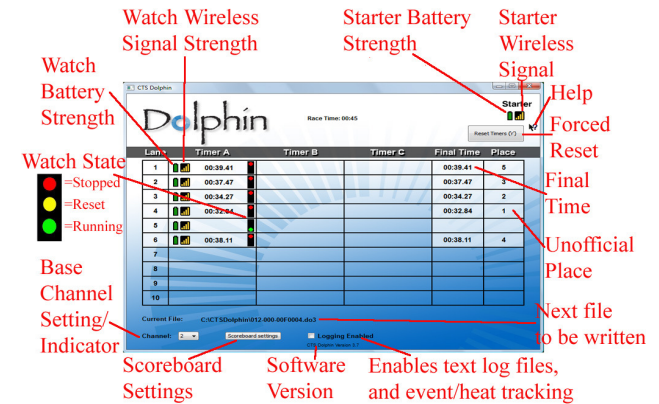 Watch Wireless
Signal Strength
Starter Battery
Strength
Starter
Wireless
Signal
Watch
Battery
Strength
Help
Forced
Reset
Watch State
=Stopped
=Reset
=Running
Final
Time
Unofficial
Place
Base
Channel
Setting/
Indicator
Next file
to be written
Scoreboard
Settings
Software
Version
Enables text log files,
and event/heat tracking
CTS Dolphin
Dolphin
Race Time: 00:45
Starter
Reset Timers (Y)
Lane Timer A Timer B Timer C Final Time Place
1 00:39.41 00:39.41 5
2 00:37.47 00:37.47 3
3 00:34.27 00:34.27 2
4 00:32.84 00:32.84 1
5
6 00:38.11 00:38.11 4
7
8
9
10
Current File: C:\CTSDolphin\012-000-00F0004.do3
Channel: 2 Scoreboard settings Logging Enabled